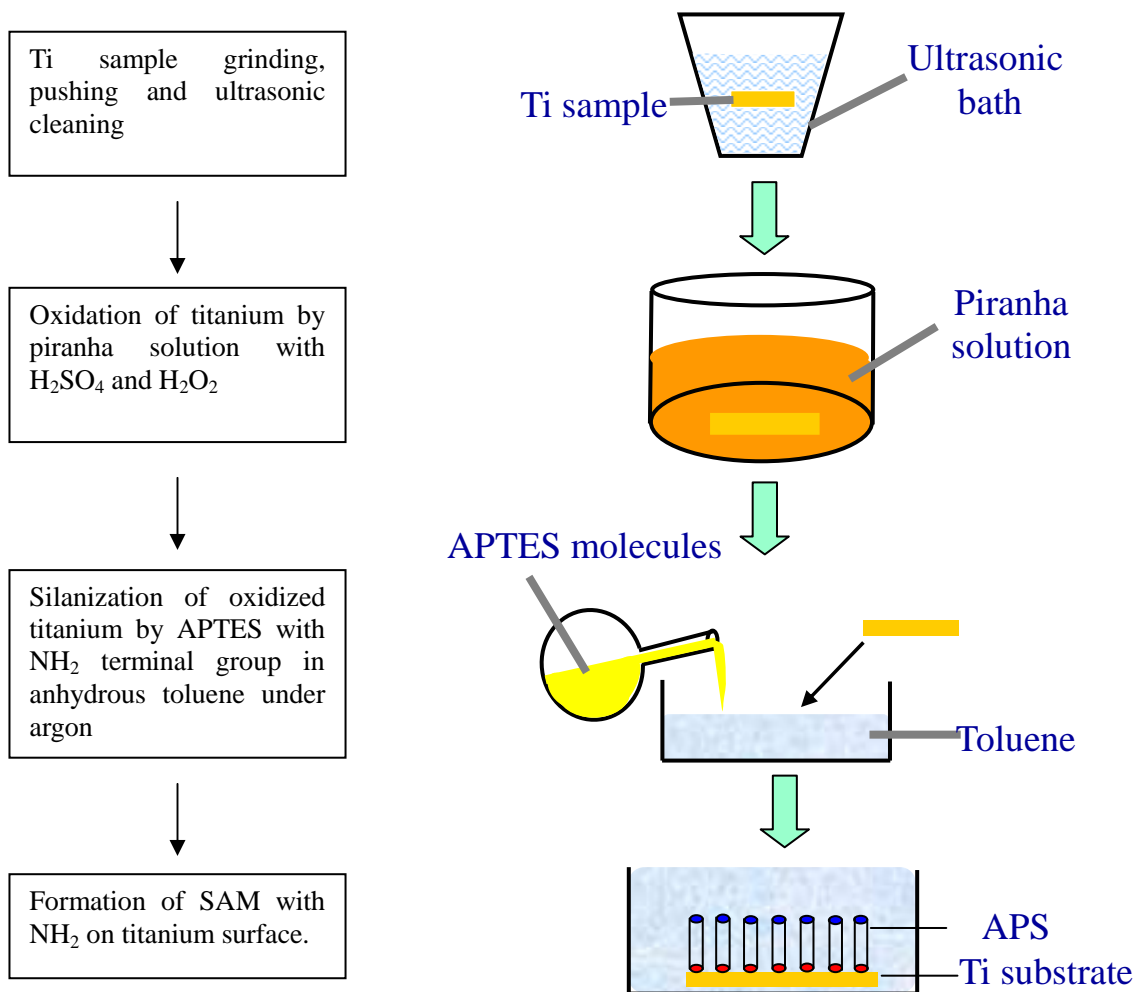 Ti sample grinding,
pushing and ultrasonic
cleaning
Ultrasonic
bath
Ti sample
Oxidation of titanium by
piranha solution with
H₂SO₄ and H₂O₂
Piranha
solution
APTES molecules
Silanization of oxidized
titanium by APTES with
NH₂ terminal group in
anhydrous toluene under
argon
Toluene
Formation of SAM with
NH₂ on titanium surface.
APS
Ti substrate